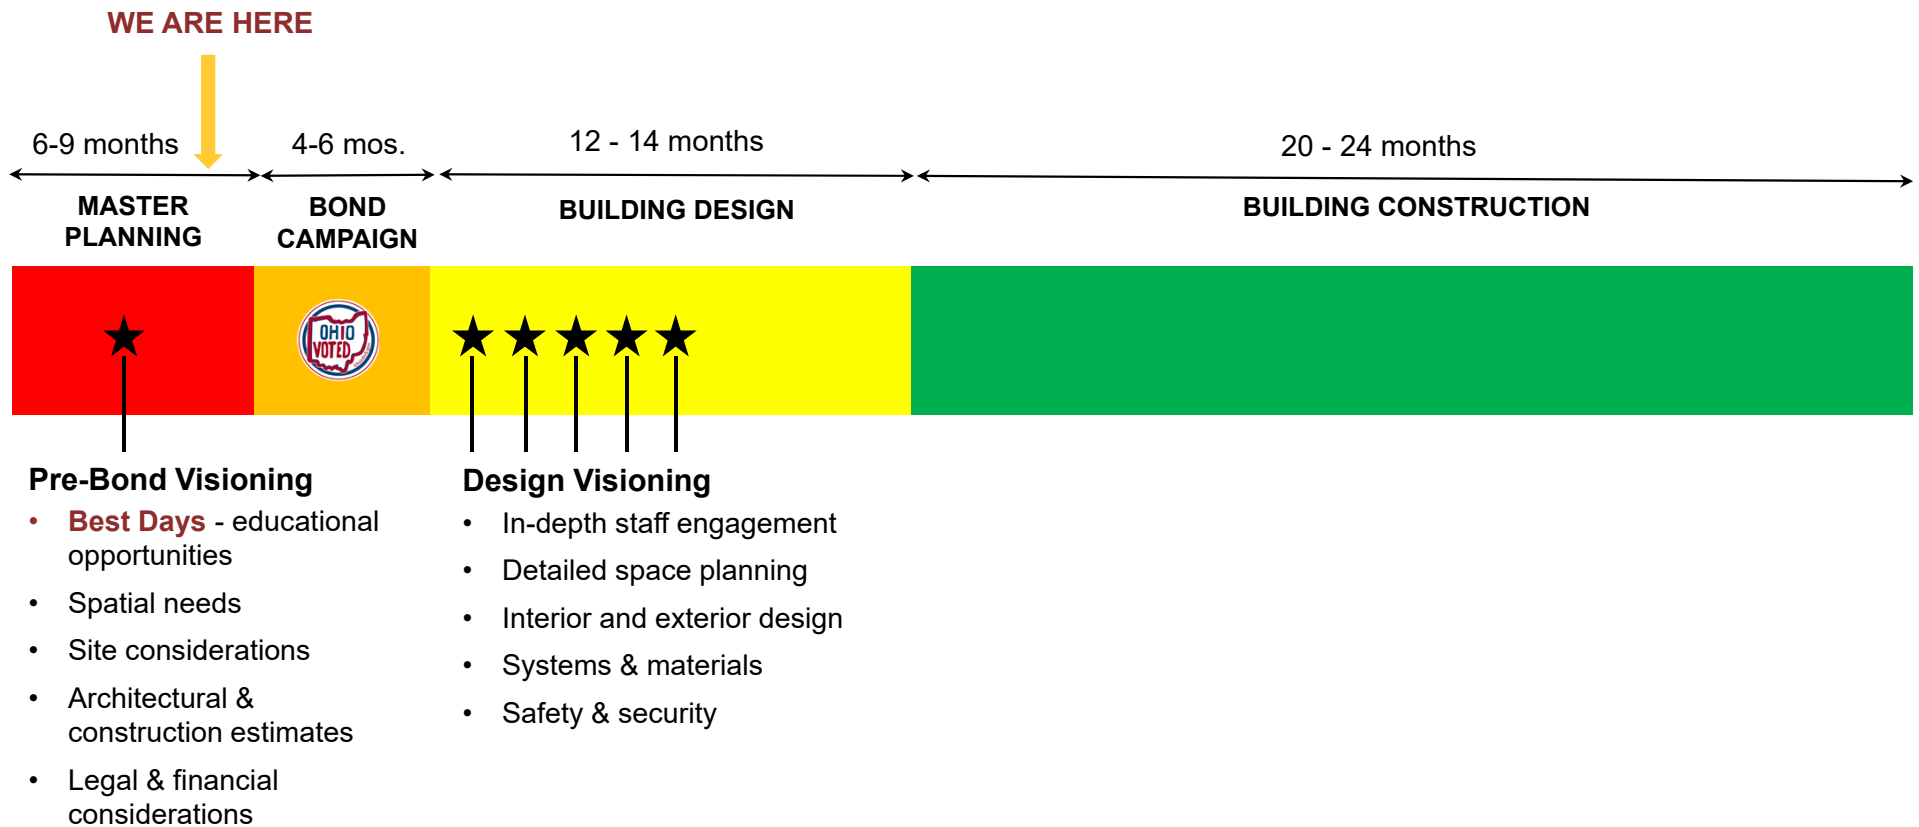 WE ARE HERE
6-9 months
4-6 mos.
12 - 14 months
20 - 24 months
MASTER
PLANNING
BOND
CAMPAIGN
BUILDING DESIGN
BUILDING CONSTRUCTION
OHIO
VOTED
Pre-Bond Visioning
• Best Days - educational
opportunities
• Spatial needs
• Site considerations
• Architectural &
construction estimates
• Legal & financial
considerations
Design Visioning
• In-depth staff engagement
• Detailed space planning
• Interior and exterior design
• Systems & materials
• Safety & security